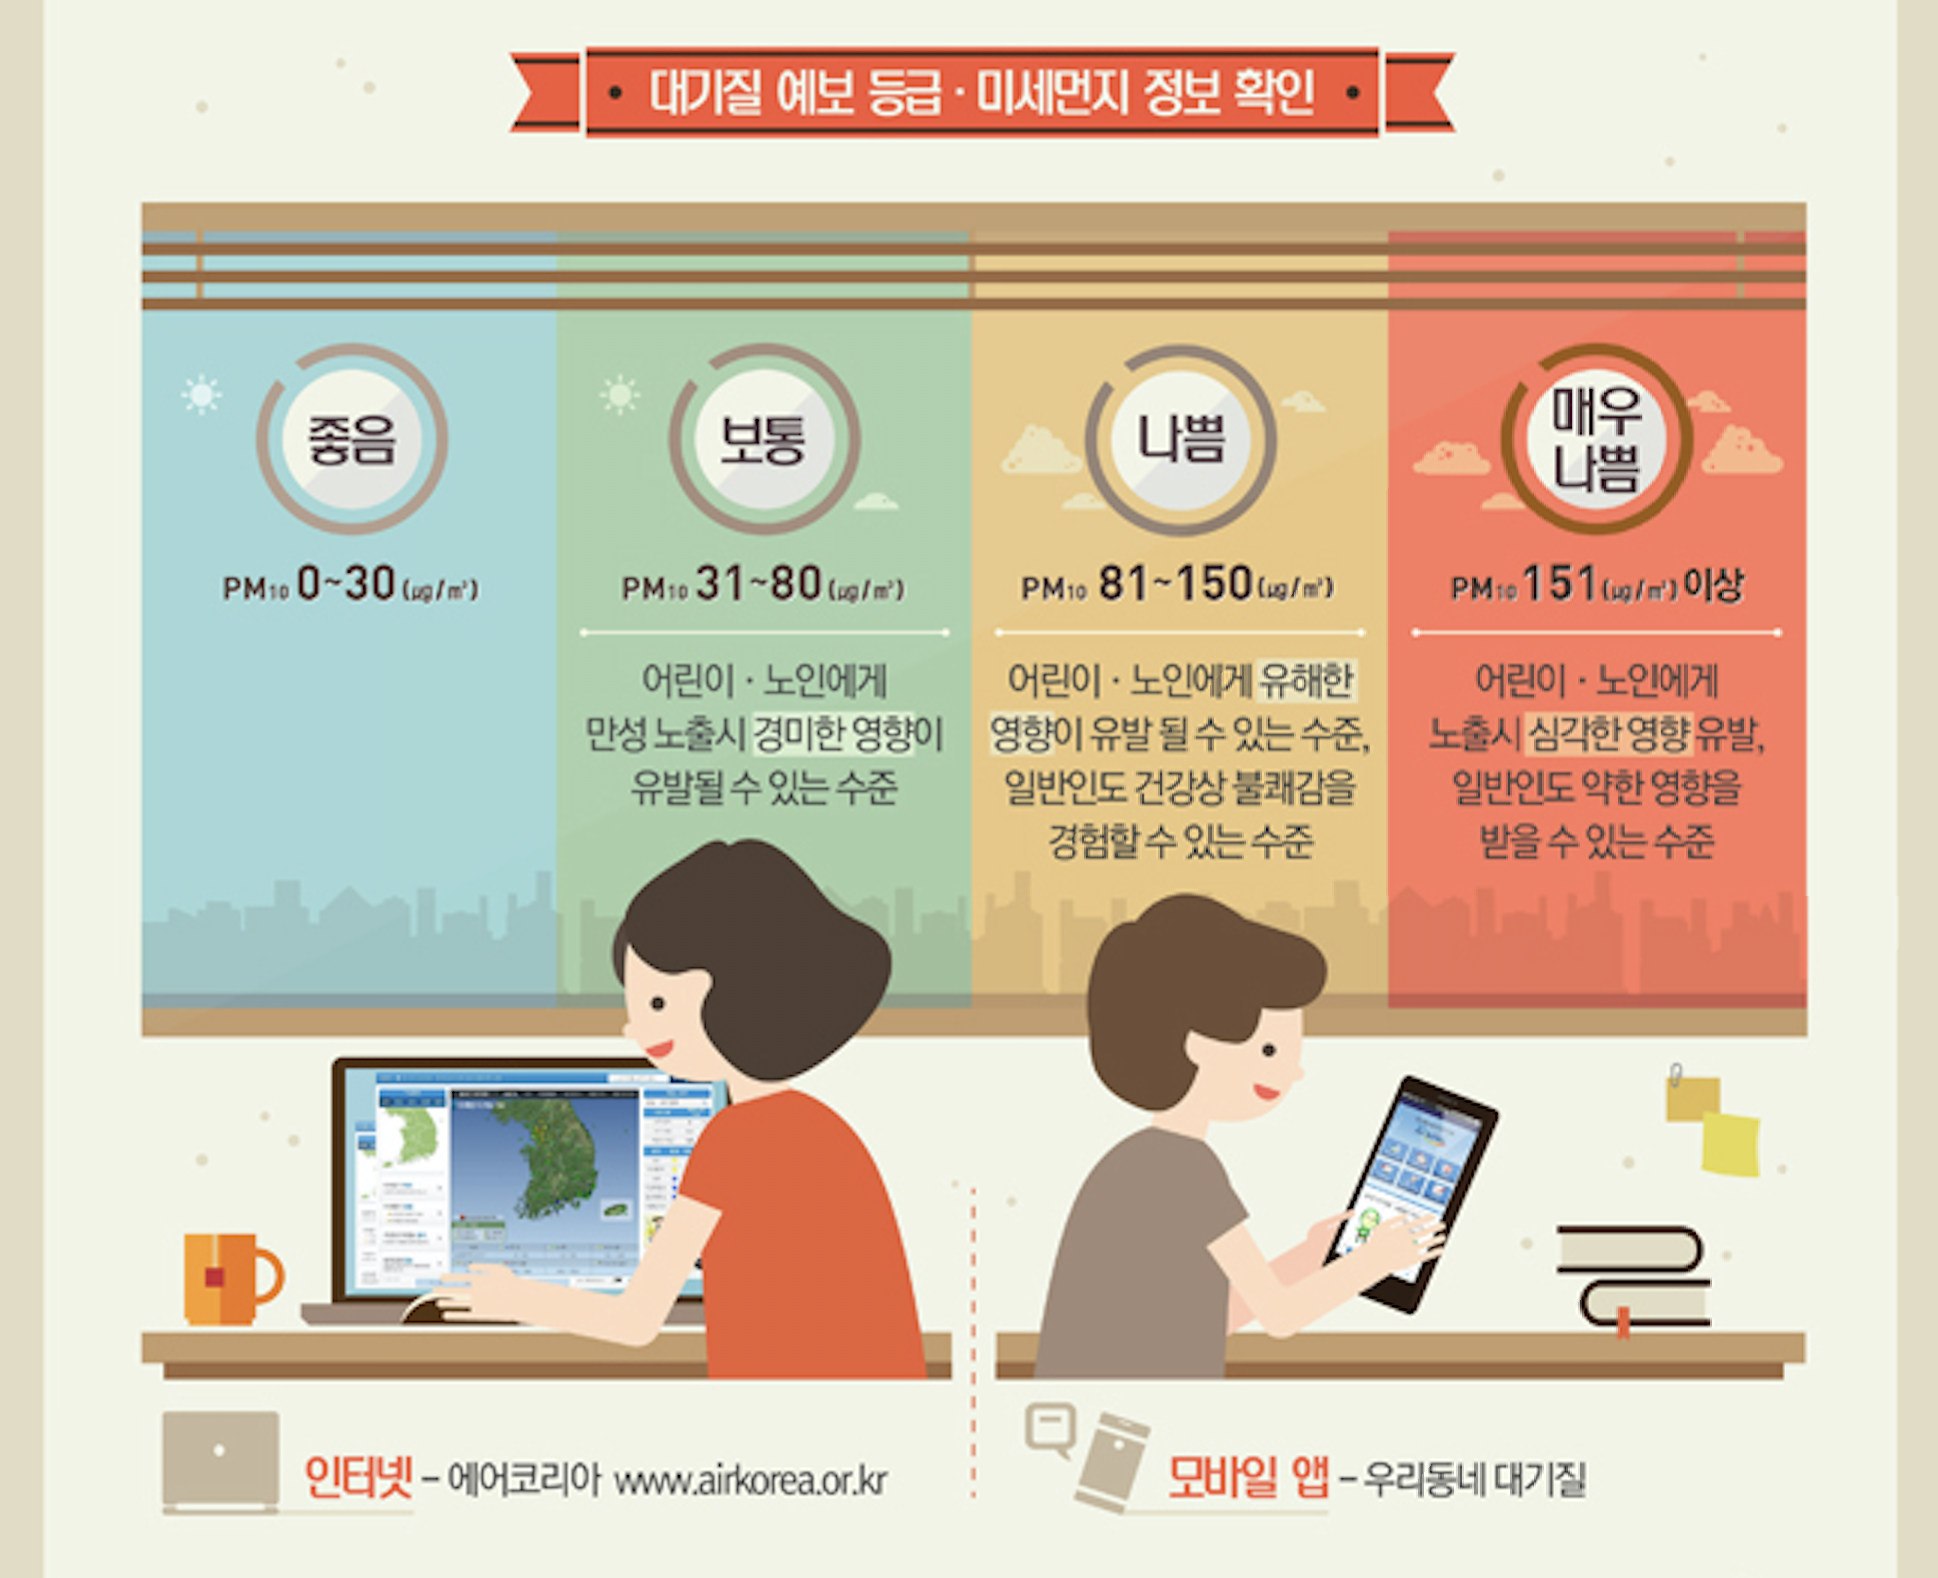 대기질 예보 등급 · 미세먼지 정보 확인
좋음
PM10 0~30 (µg/㎥)
보통
PM10 31~80 (µg/㎥)
어린이 · 노인에게
만성 노출시 경미한 영향이
유발될 수 있는 수준
나쁨
PM10 81~150 (µg/㎥)
어린이 · 노인에게 유해한
영향이 유발 될 수 있는 수준,
일반인도 건강상 불쾌감을
경험할 수 있는 수준
매우
나쁨
PM10 151 (µg/㎥) 이상
어린이 · 노인에게
노출시 심각한 영향 유발,
일반인도 약한 영향을
받을 수 있는 수준
인터넷 – 에어코리아 www.airkorea.or.kr
모바일 앱 – 우리동네 대기질